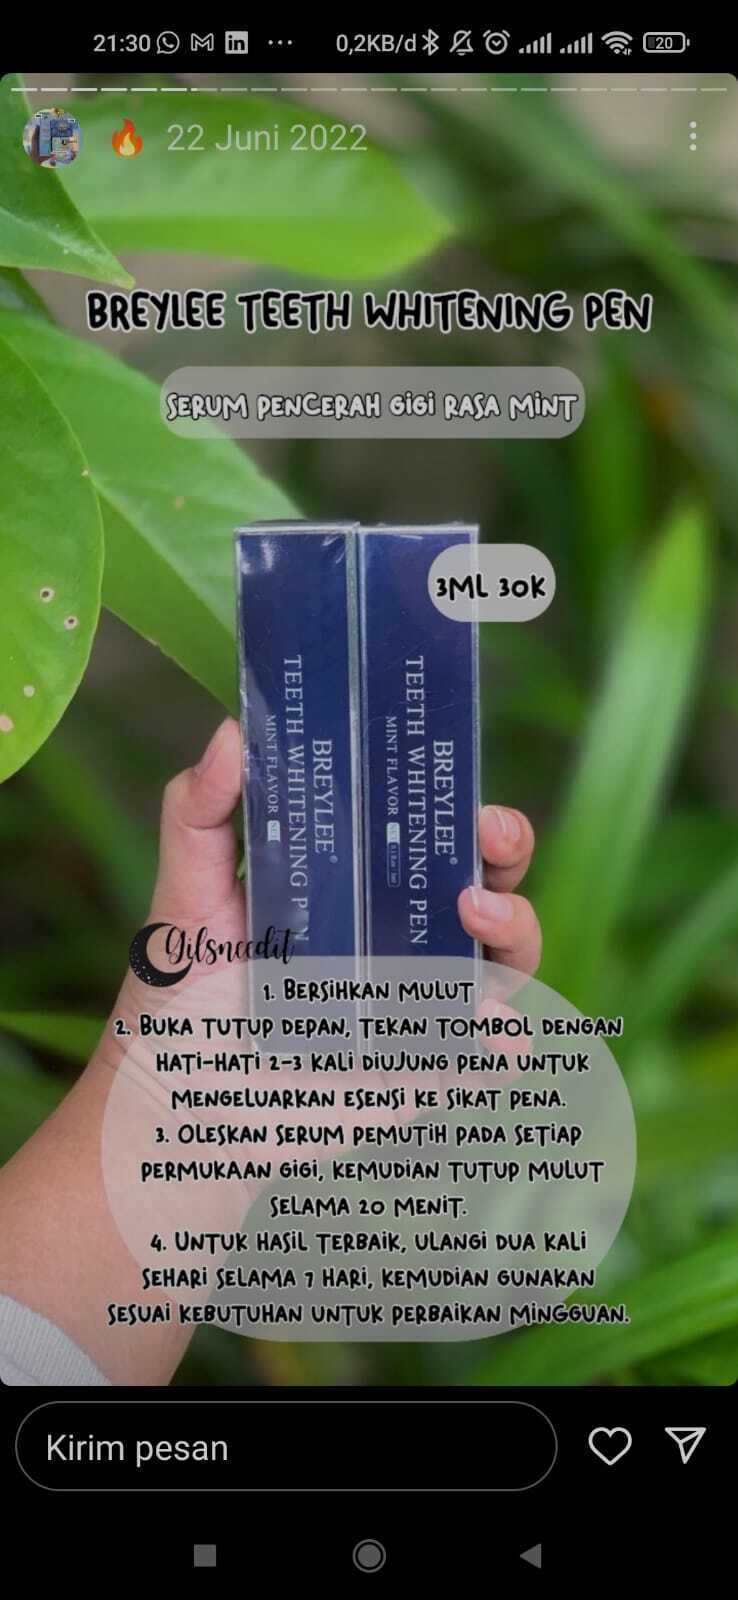 21:30
0,2KB/d
20
22 Juni 2022
BREYLEE TEETH WHITENING PEN
SERUM PENCERAH GIGI RASA MINT
3ML 30K
BREYLEE
TEETH WHITENING P N
MINT FLAVOR
BREYLEE®
TEETH WHITENING PEN
MINT FLAVOR
Gilsneedit
1. BERSIHKAN MULUT
2. BUKA TUTUP DEPAN, TEKAN TOMBOL DENGAN
HATI-HATI 2-3 KALI DIUJUNG PENA UNTUK
MENGELUARKAN ESENSI KE SIKAT PENA.
3. OLESKAN SERUM PEMUTIH PADA SETIAP
PERMUKAAN GIGI, KEMUDIAN TUTUP MULUT
SELAMA 20 MENIT.
4. UNTUK HASIL TERBAIK, ULANGI DUA KALI
SEHARI SELAMA 7 HARI, KEMUDIAN GUNAKAN
SESUAI KEBUTUHAN UNTUK PERBAIKAN MINGGUAN.
Kirim pesan